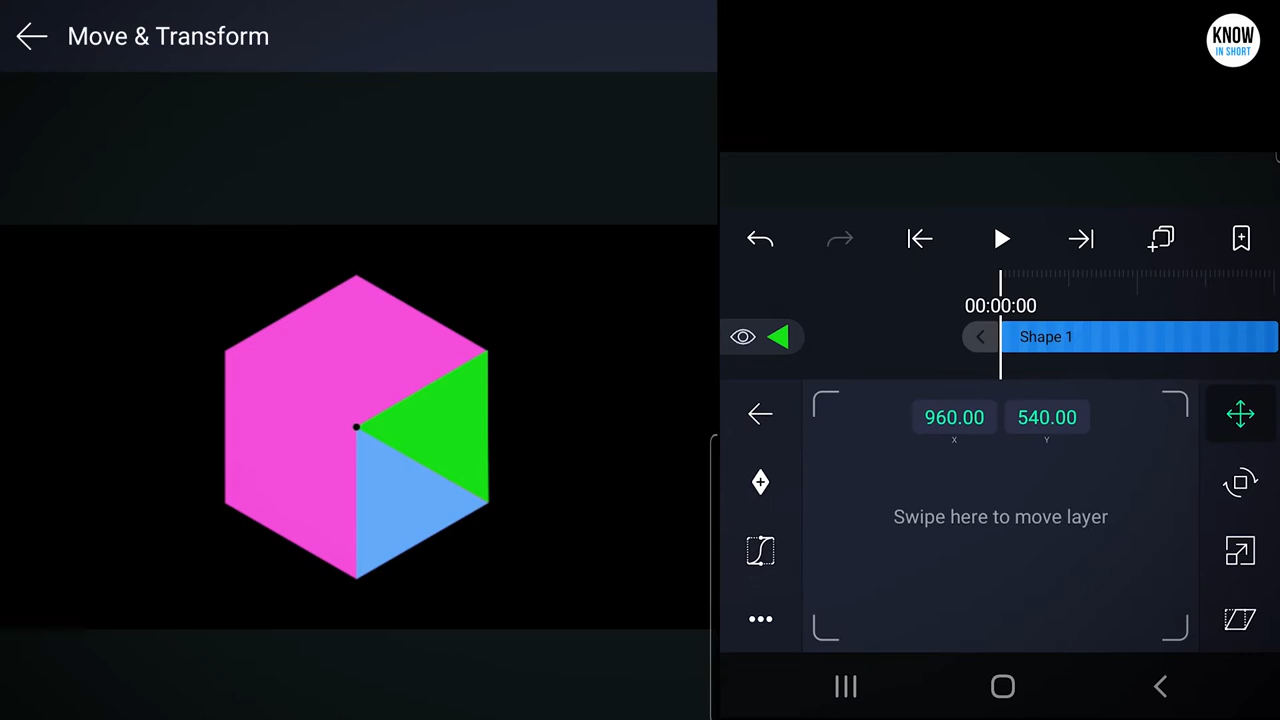 Move & Transform
KNOW
IN SHORT
00:00:00
Shape 1
960.00 540.00
X Y
Swipe here to move layer